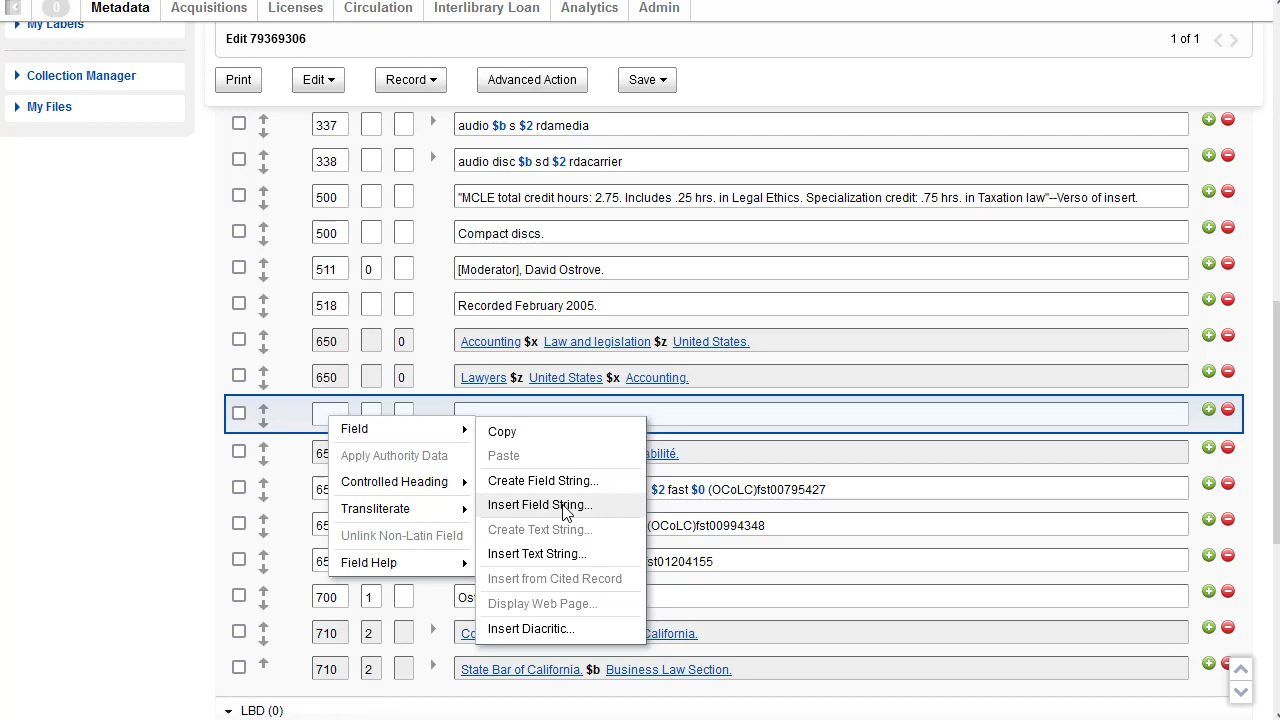 0 Metadata Acquisitions Licenses Circulation Interlibrary Loan Analytics Admin
My Labels
Collection Manager
My Files
Edit 79369306 1 of 1
Print Edit Record Advanced Action Save
337 audio $b s $2 rdamedia
338 audio disc $b sd $2 rdacarrier
500 "MCLE total credit hours: 2.75. Includes .25 hrs. in Legal Ethics. Specialization credit: .75 hrs. in Taxation law"--Verso of insert.
500 Compact discs.
511 0 [Moderator], David Ostrove.
518 Recorded February 2005.
650 0 Accounting $x Law and legislation $z United States.
650 0 Lawyers $z United States $x Accounting.
Field
Apply Authority Data
Controlled Heading
Transliterate
Unlink Non-Latin Field
Field Help
Copy
Paste
Create Field String...
Insert Field String...
Create Text String...
Insert Text String...
Insert from Cited Record
Display Web Page...
Insert Diacritic...
65 abilité.
65 $2 fast $0 (OCoLC)fst00795427
65 (OCoLC)fst00994348
65 st01204155
700 1 Os
710 2 Co alifornia.
710 2 State Bar of California. $b Business Law Section.
LBD (0)